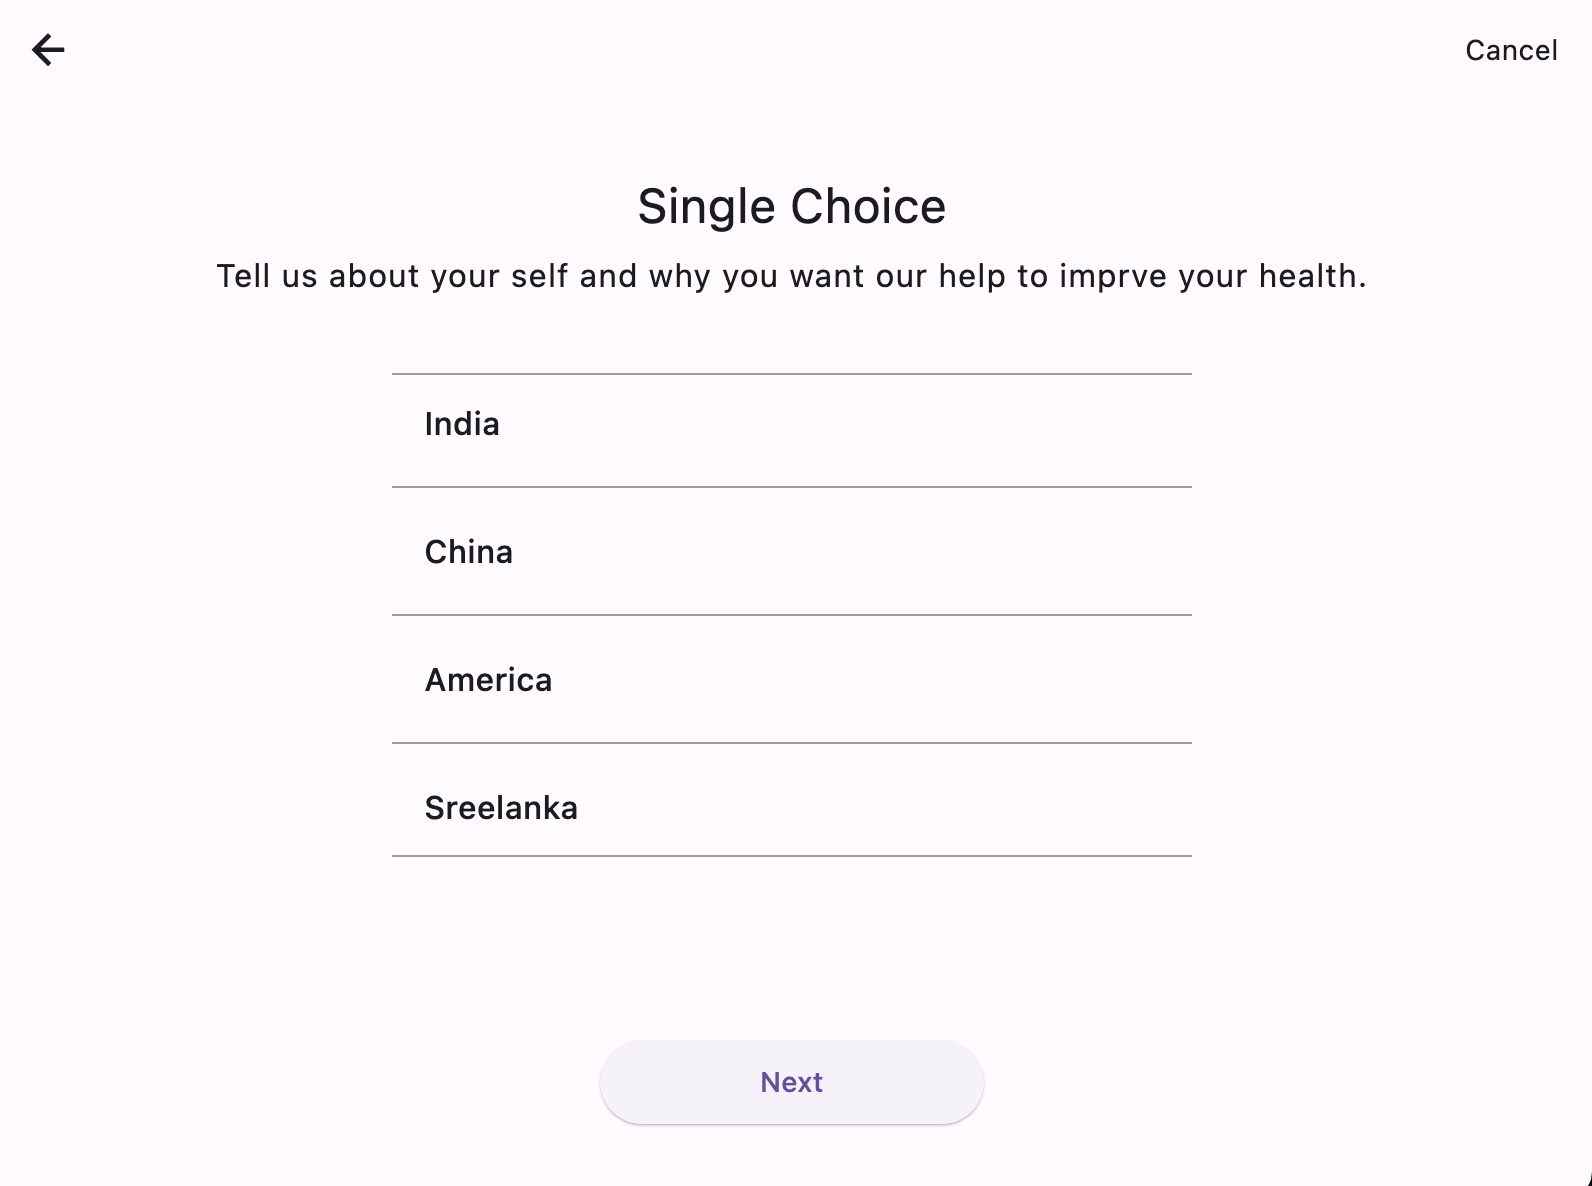 Cancel
Single Choice
Tell us about your self and why you want our help to imprve your health.
India
China
America
Sreelanka
Next